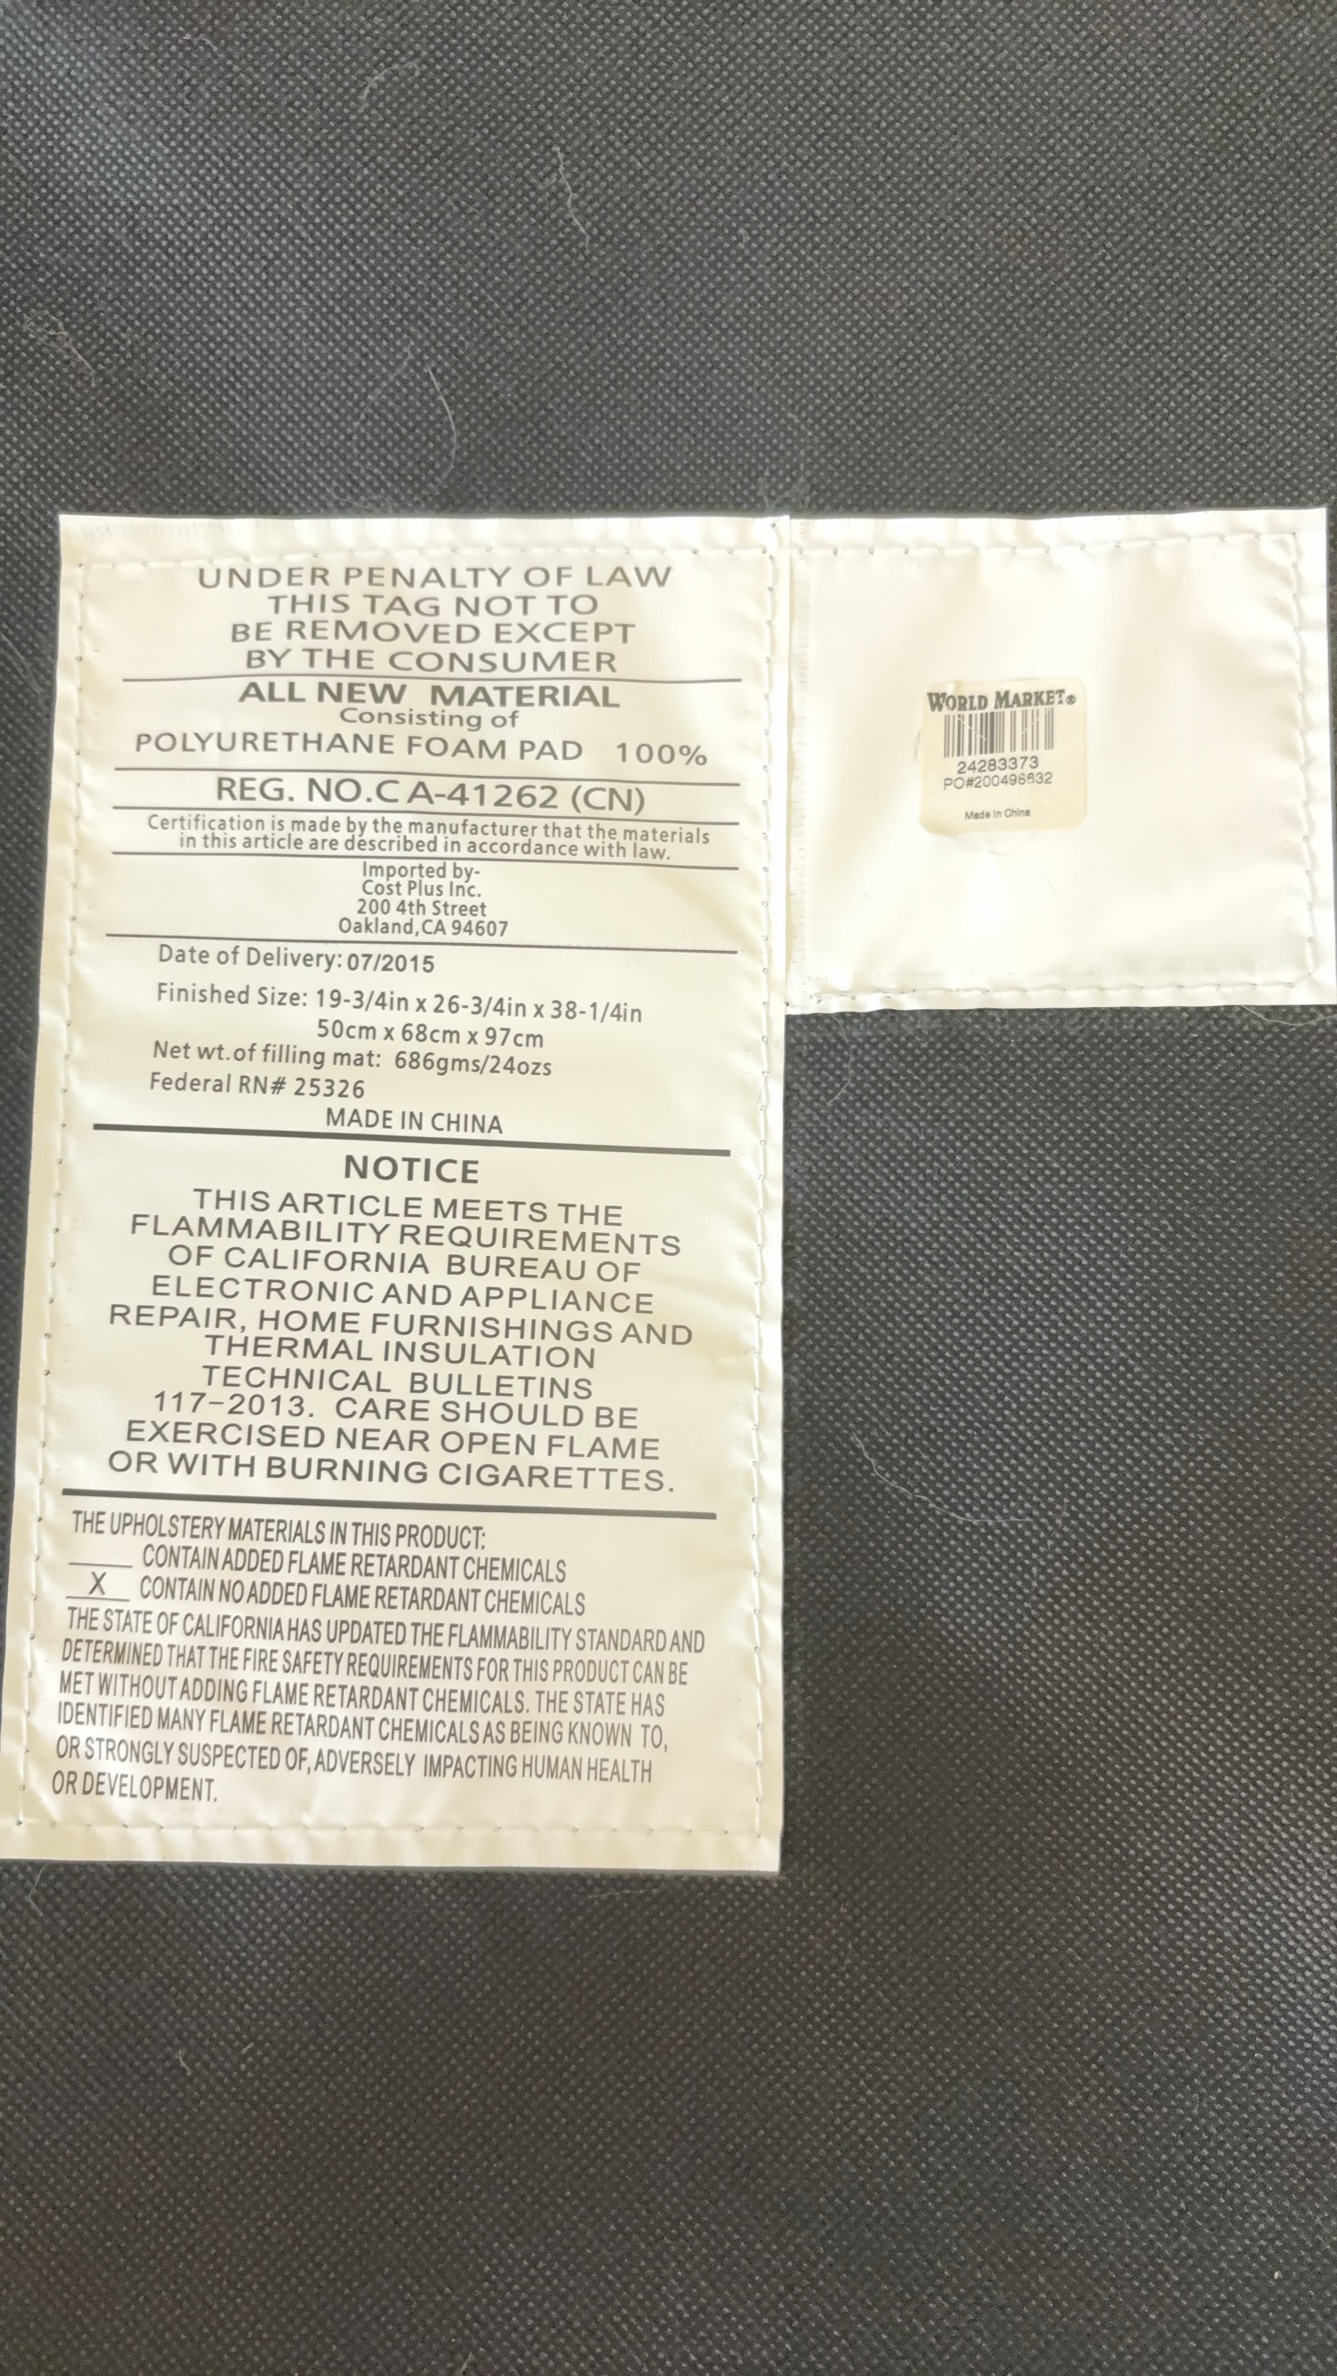 UNDER PENALTY OF LAW
THIS TAG NOT TO
BE REMOVED EXCEPT
BY THE CONSUMER
ALL NEW MATERIAL
Consisting of
POLYURETHANE FOAM PAD 100%
REG. NO.C A-41262 (CN)
Certification is made by the manufacturer that the materials
in this article are described in accordance with law.
Imported by-
Cost Plus Inc.
200 4th Street
Oakland,CA 94607
Date of Delivery: 07/2015
Finished Size: 19-3/4in x 26-3/4in x 38-1/4in
50cm x 68cm x 97cm
Net wt.of filling mat: 686gms/24ozs
Federal RN# 25326
MADE IN CHINA
NOTICE
THIS ARTICLE MEETS THE
FLAMMABILITY REQUIREMENTS
OF CALIFORNIA BUREAU OF
ELECTRONIC AND APPLIANCE
REPAIR, HOME FURNISHINGS AND
THERMAL INSULATION
TECHNICAL BULLETINS
117-2013. CARE SHOULD BE
EXERCISED NEAR OPEN FLAME
OR WITH BURNING CIGARETTES.
THE UPHOLSTERY MATERIALS IN THIS PRODUCT:
____ CONTAIN ADDED FLAME RETARDANT CHEMICALS
X CONTAIN NO ADDED FLAME RETARDANT CHEMICALS
THE STATE OF CALIFORNIA HAS UPDATED THE FLAMMABILITY STANDARD AND
DETERMINED THAT THE FIRE SAFETY REQUIREMENTS FOR THIS PRODUCT CAN BE
MET WITHOUT ADDING FLAME RETARDANT CHEMICALS. THE STATE HAS
IDENTIFIED MANY FLAME RETARDANT CHEMICALS AS BEING KNOWN TO,
OR STRONGLY SUSPECTED OF, ADVERSELY IMPACTING HUMAN HEALTH
OR DEVELOPMENT.
WORLD MARKET®
24283373
PO#200496632
Made in China